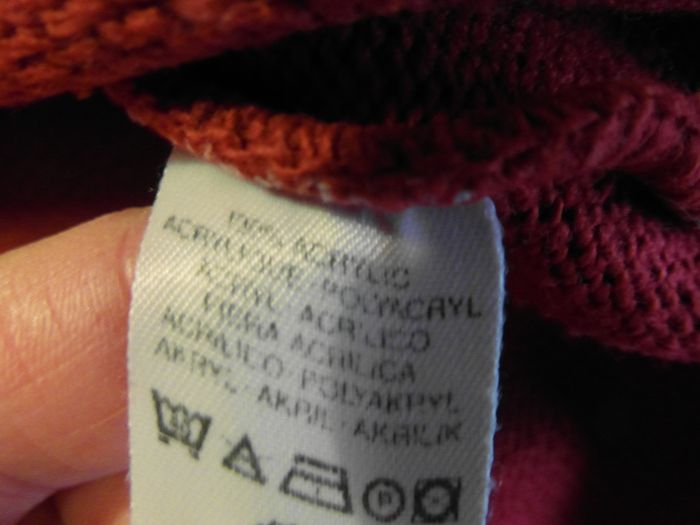 100% ACRYLIC
ACRYLIQUE · POLYACRYL
ACRYL · ACRILICO
FIBRA ACRILICA
ACRILICO · POLYAKRYL
AKRYL · AKRIL · AKRILIK
P